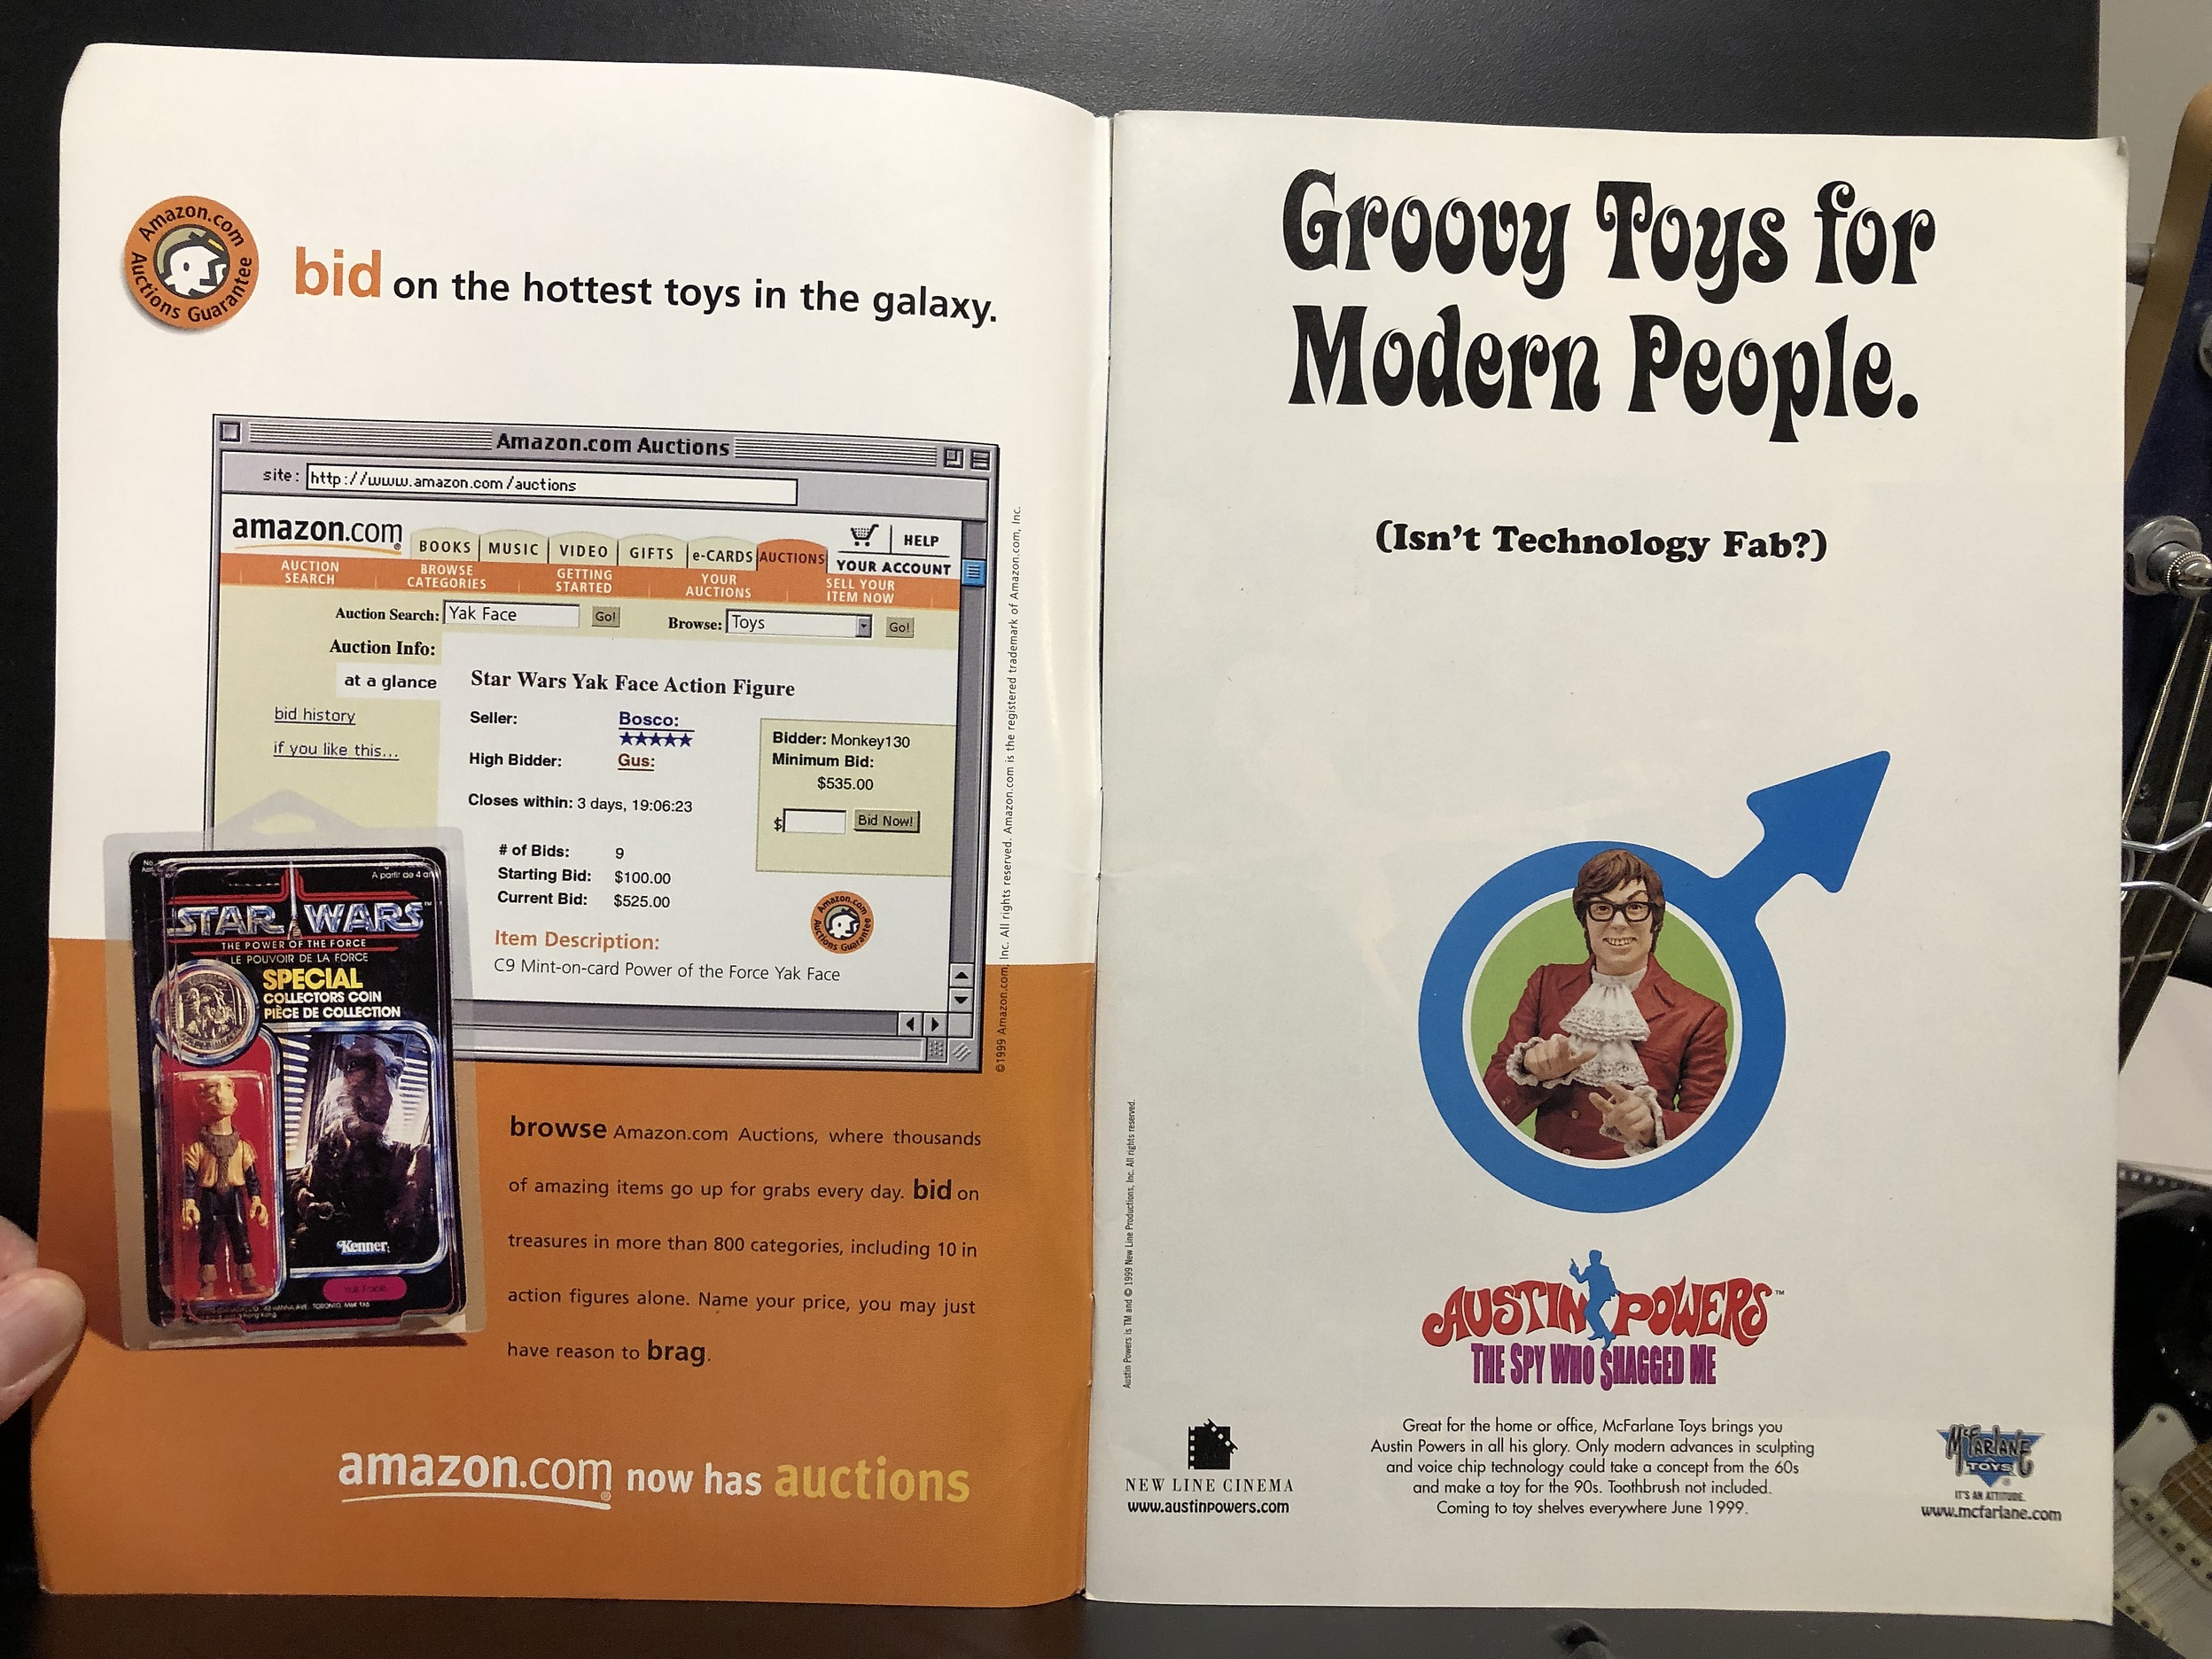 Amazon.com
Auctions Guarantee
bid on the hottest toys in the galaxy.
Amazon.com Auctions
site: http://www.amazon.com/auctions
amazon.com
BOOKS MUSIC VIDEO GIFTS e-CARDS AUCTIONS
HELP
YOUR ACCOUNT
AUCTION SEARCH
BROWSE CATEGORIES
GETTING STARTED
YOUR AUCTIONS
SELL YOUR ITEM NOW
Auction Search: Yak Face Go! Browse: Toys Go!
Auction Info:
at a glance
bid history
if you like this...
Star Wars Yak Face Action Figure
Seller: Bosco:
★★★★★
High Bidder: Gus:
Closes within: 3 days, 19:06:23
# of Bids: 9
Starting Bid: $100.00
Current Bid: $525.00
Bidder: Monkey130
Minimum Bid:
$535.00
$ Bid Now!
Amazon.com
Auctions Guarantee
Item Description:
C9 Mint-on-card Power of the Force Yak Face
©1999 Amazon.com, Inc. All rights reserved. Amazon.com is the registered trademark of Amazon.com, Inc.
A partir de 4 an
STAR WARS™
THE POWER OF THE FORCE
LE POUVOIR DE LA FORCE
SPECIAL
COLLECTORS COIN
PIÈCE DE COLLECTION
Kenner
Yak Face
browse Amazon.com Auctions, where thousands
of amazing items go up for grabs every day. bid on
treasures in more than 800 categories, including 10 in
action figures alone. Name your price, you may just
have reason to brag.
amazon.com® now has auctions
Groovy Toys for
Modern People.
(Isn't Technology Fab?)
Austin Powers is TM and © 1999 New Line Productions, Inc. All rights reserved.
AUSTIN POWERS™
THE SPY WHO SHAGGED ME
NEW LINE CINEMA
www.austinpowers.com
Great for the home or office, McFarlane Toys brings you
Austin Powers in all his glory. Only modern advances in sculpting
and voice chip technology could take a concept from the 60s
and make a toy for the 90s. Toothbrush not included.
Coming to toy shelves everywhere June 1999.
McFARLANE
TOYS®
IT'S AN ATTITUDE.
www.mcfarlane.com